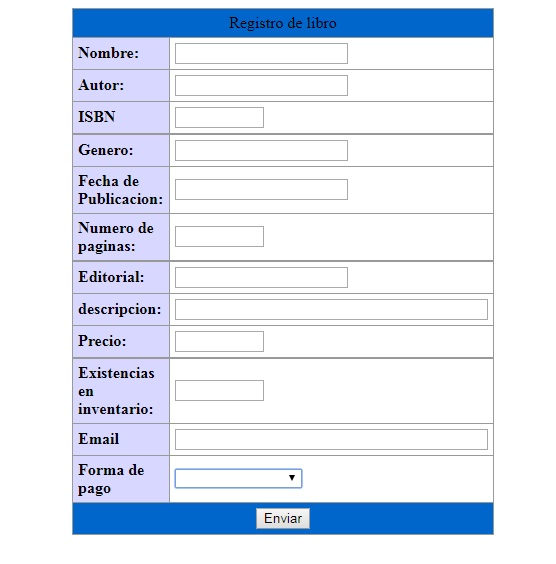 Registro de libro
Nombre:
Autor:
ISBN
Genero:
Fecha de
Publicacion:
Numero de
paginas:
Editorial:
descripcion:
Precio:
Existencias
en
inventario:
Email
Forma de
pago
Enviar